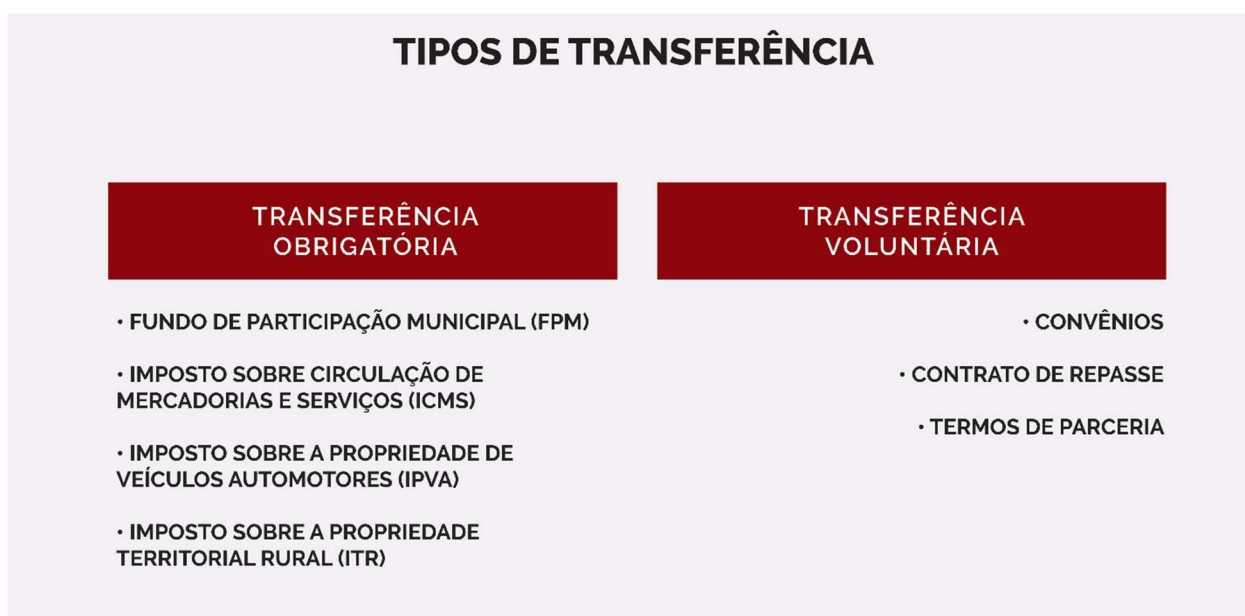 TIPOS DE TRANSFERÊNCIA
TRANSFERÊNCIA
OBRIGATÓRIA
• FUNDO DE PARTICIPAÇÃO MUNICIPAL (FPM)
• IMPOSTO SOBRE CIRCULAÇÃO DE
MERCADORIAS E SERVIÇOS (ICMS)
• IMPOSTO SOBRE A PROPRIEDADE DE
VEÍCULOS AUTOMOTORES (IPVA)
• IMPOSTO SOBRE A PROPRIEDADE
TERRITORIAL RURAL (ITR)
TRANSFERÊNCIA
VOLUNTÁRIA
• CONVÊNIOS
• CONTRATO DE REPASSE
• TERMOS DE PARCERIA